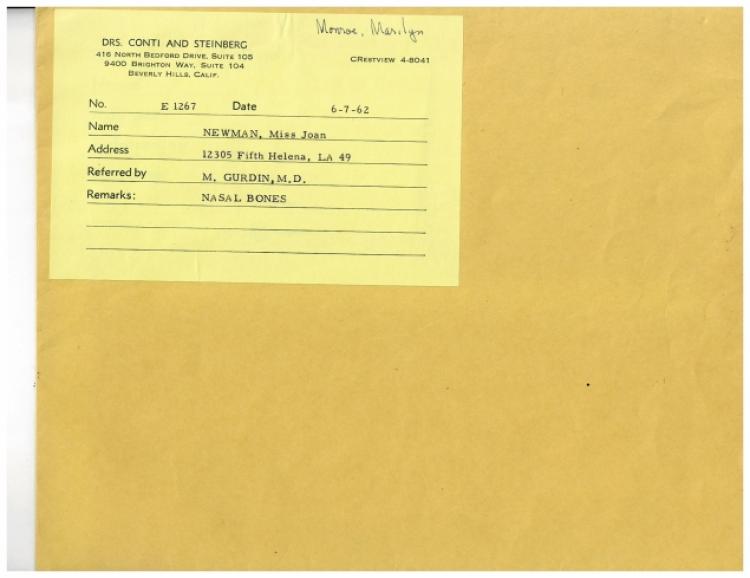 Monroe, Marilyn
DRS. CONTI AND STEINBERG
416 NORTH BEDFORD DRIVE, SUITE 105
9400 BRIGHTON WAY, SUITE 104
BEVERLY HILLS, CALIF.
CRESTVIEW 4-8041
No. E 1267 Date 6-7-62
Name NEWMAN, Miss Joan
Address 12305 Fifth Helena, LA 49
Referred by M. GURDIN, M.D.
Remarks: NASAL BONES